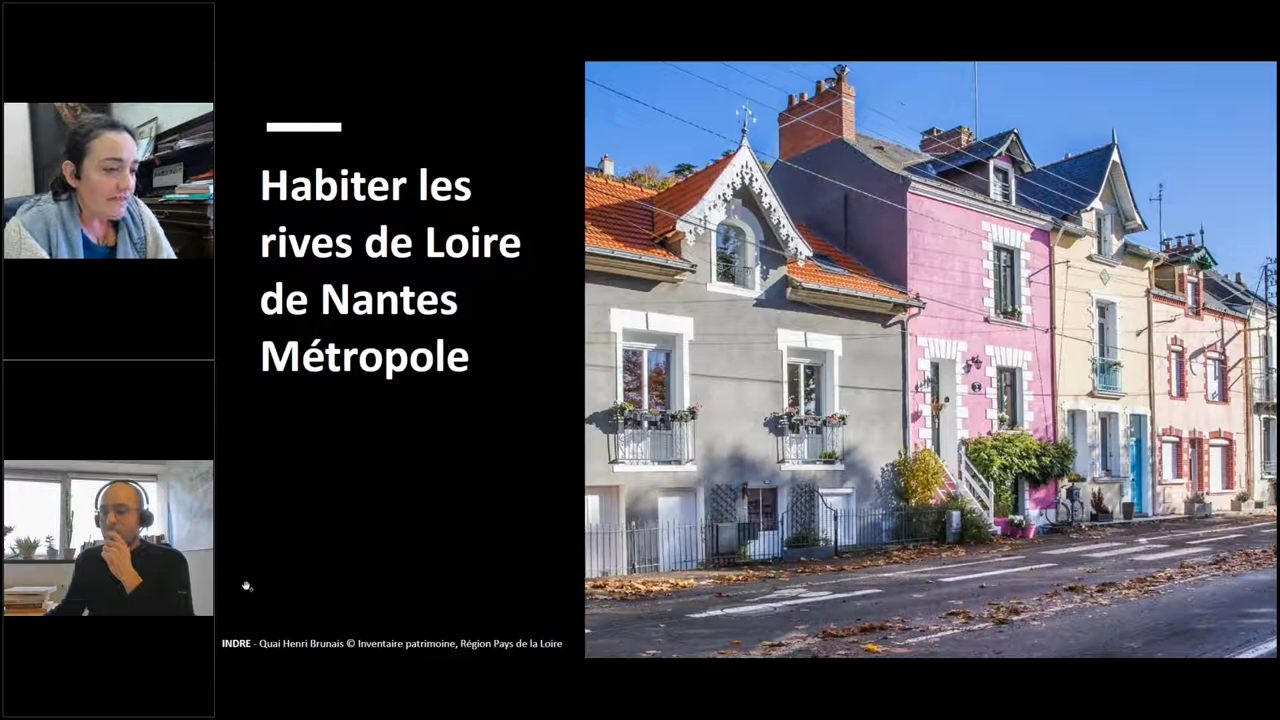 Habiter les
rives de Loire
de Nantes
Métropole
INDRE - Quai Henri Brunais © Inventaire patrimoine, Région Pays de la Loire